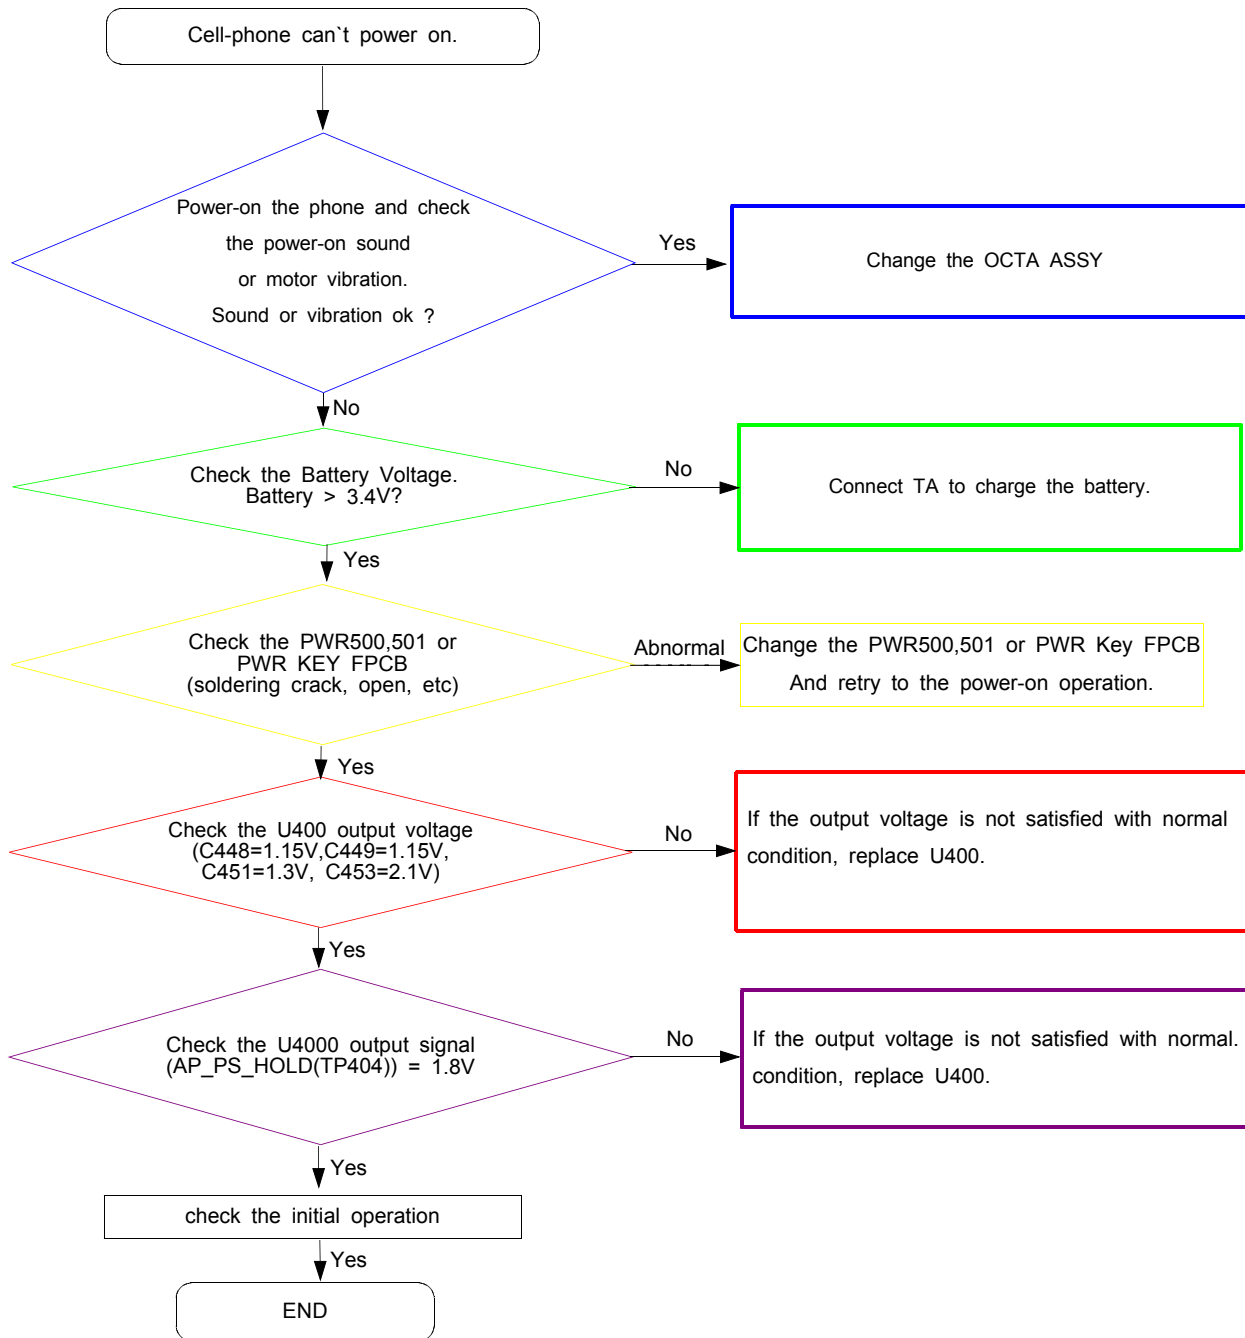 Cell-phone can`t power on.
Power-on the phone and check
the power-on sound
or motor vibration.
Sound or vibration ok ?
Yes
Change the OCTA ASSY
No
Check the Battery Voltage.
Battery > 3.4V?
No
Connect TA to charge the battery.
Yes
Check the PWR500,501 or
PWR KEY FPCB
(soldering crack, open, etc)
Abnormal
Change the PWR500,501 or PWR Key FPCB
And retry to the power-on operation.
Yes
Check the U400 output voltage
(C448=1.15V,C449=1.15V,
C451=1.3V, C453=2.1V)
No
If the output voltage is not satisfied with normal
condition, replace U400.
Yes
Check the U4000 output signal
(AP_PS_HOLD(TP404)) = 1.8V
No
If the output voltage is not satisfied with normal.
condition, replace U400.
Yes
check the initial operation
Yes
END